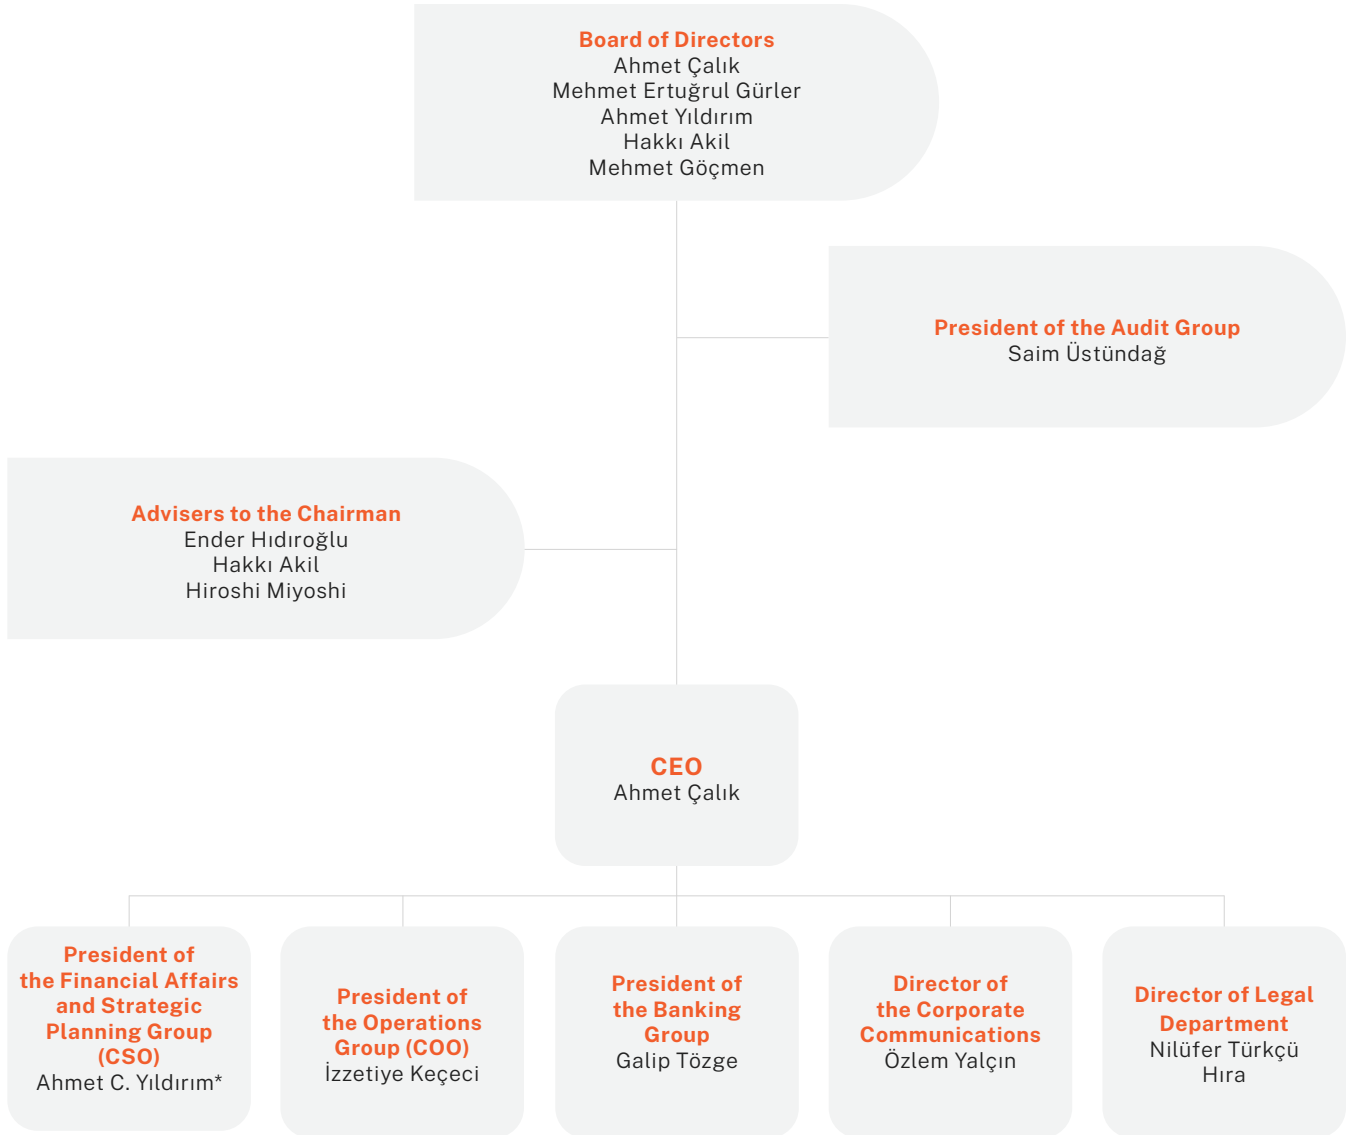 Board of Directors
Ahmet Çalık
Mehmet Ertuğrul Gürler
Ahmet Yıldırım
Hakkı Akil
Mehmet Göçmen
President of the Audit Group
Saim Üstündağ
Advisers to the Chairman
Ender Hıdıroğlu
Hakkı Akil
Hiroshi Miyoshi
CEO
Ahmet Çalık
President of
the Financial Affairs
and Strategic
Planning Group
(CSO)
Ahmet C. Yıldırım*
President of
the Operations
Group (COO)
İzzetiye Keçeci
President of
the Banking
Group
Galip Tözge
Director of
the Corporate
Communications
Özlem Yalçın
Director of Legal
Department
Nilüfer Türkçü
Hıra